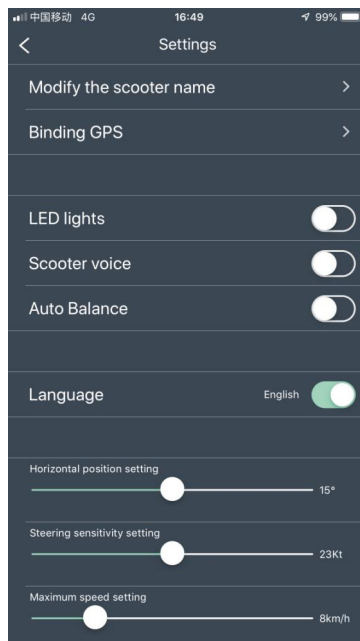 中国移动 4G 16:49 99%
Settings
Modify the scooter name
Binding GPS
LED lights
Scooter voice
Auto Balance
Language English
Horizontal position setting
15°
Steering sensitivity setting
23Kt
Maximum speed setting
8km/h